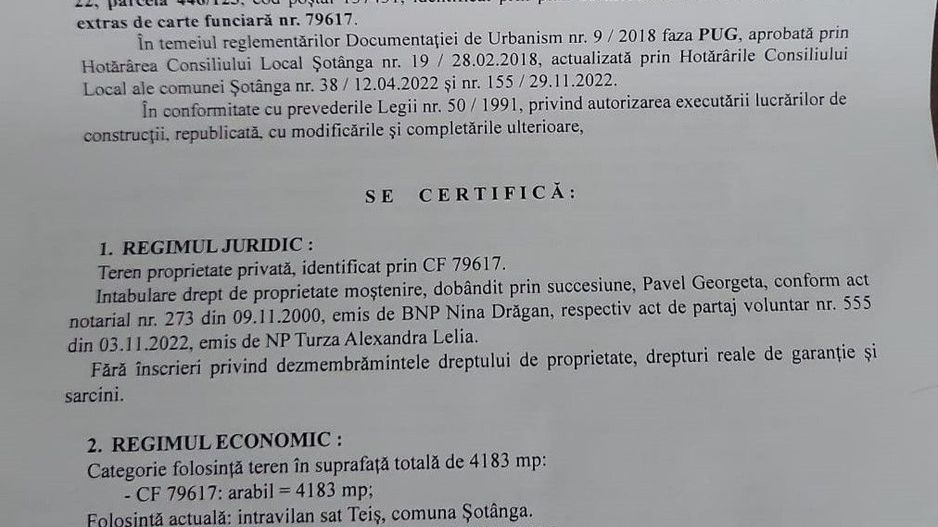 22, parcela 446/123, cod poștal
extras de carte funciară nr. 79617.
În temeiul reglementărilor Documentației de Urbanism nr. 9 / 2018 faza PUG, aprobată prin
Hotărârea Consiliului Local Șotânga nr. 19 / 28.02.2018, actualizată prin Hotărârile Consiliului
Local ale comunei Șotânga nr. 38 / 12.04.2022 și nr. 155 / 29.11.2022.
În conformitate cu prevederile Legii nr. 50 / 1991, privind autorizarea executării lucrărilor de
construcții, republicată, cu modificările și completările ulterioare,
SE CERTIFICĂ:
1. REGIMUL JURIDIC :
Teren proprietate privată, identificat prin CF 79617.
Intabulare drept de proprietate moștenire, dobândit prin succesiune, Pavel Georgeta, conform act
notarial nr. 273 din 09.11.2000, emis de BNP Nina Drăgan, respectiv act de partaj voluntar nr. 555
din 03.11.2022, emis de NP Turza Alexandra Lelia.
Fără înscrieri privind dezmembrămintele dreptului de proprietate, drepturi reale de garanție și
sarcini.
2. REGIMUL ECONOMIC :
Categorie folosință teren în suprafață totală de 4183 mp:
- CF 79617: arabil = 4183 mp;
Folosință actuală: intravilan sat Teiș, comuna Șotânga.